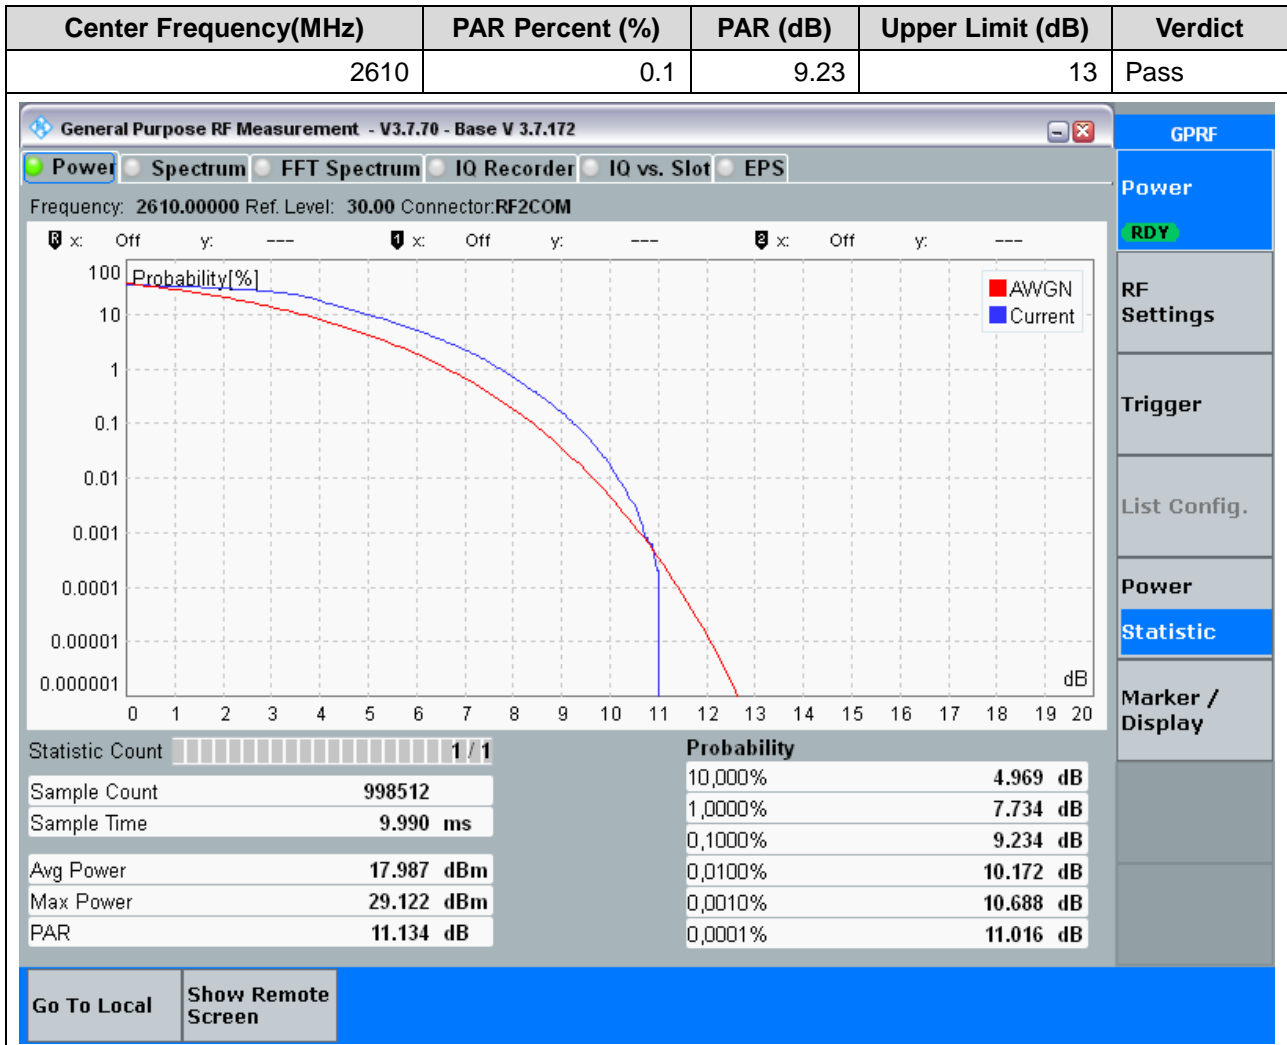 Center Frequency(MHz) PAR Percent (%) PAR (dB) Upper Limit (dB) Verdict
2610 0.1 9.23 13 Pass
General Purpose RF Measurement - V3.7.70 - Base V 3.7.172
GPRF
Power Spectrum FFT Spectrum IQ Recorder IQ vs. Slot EPS
Frequency: 2610.00000 Ref. Level: 30.00 Connector:RF2COM
R x: Off y: --- 1 x: Off y: --- 2 x: Off y: ---
Probability[%]
100
10
1
0.1
0.01
0.001
0.0001
0.00001
0.000001
AWGN
Current
dB
0 1 2 3 4 5 6 7 8 9 10 11 12 13 14 15 16 17 18 19 20
Statistic Count 1 / 1
Sample Count 998512
Sample Time 9.990 ms
Avg Power 17.987 dBm
Max Power 29.122 dBm
PAR 11.134 dB
Probability
10,000% 4.969 dB
1,0000% 7.734 dB
0,1000% 9.234 dB
0,0100% 10.172 dB
0,0010% 10.688 dB
0,0001% 11.016 dB
Power
RDY
RF
Settings
Trigger
List Config.
Power
Statistic
Marker /
Display
Go To Local
Show Remote
Screen